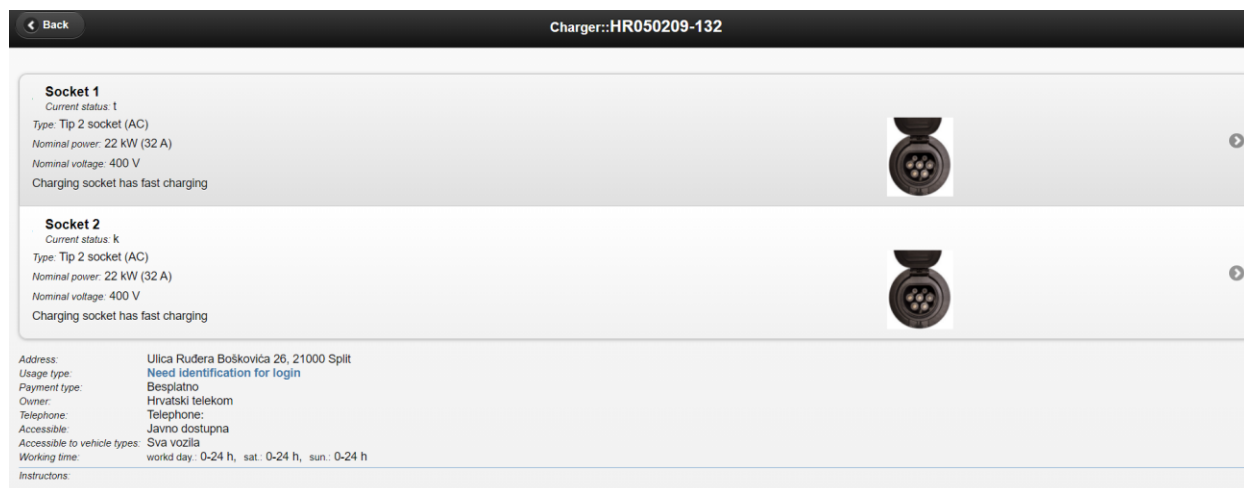 Back
Charger::HR050209-132
Socket 1
Current status: t
Type: Tip 2 socket (AC)
Nominal power: 22 kW (32 A)
Nominal voltage: 400 V
Charging socket has fast charging
Socket 2
Current status: k
Type: Tip 2 socket (AC)
Nominal power: 22 kW (32 A)
Nominal voltage: 400 V
Charging socket has fast charging
Address: Ulica Ruđera Boškovića 26, 21000 Split
Usage type: Need identification for login
Payment type: Besplatno
Owner: Hrvatski telekom
Telephone: Telephone:
Accessible: Javno dostupna
Accessible to vehicle types: Sva vozila
Working time: workd day.: 0-24 h, sat.: 0-24 h, sun.: 0-24 h
Instructons: